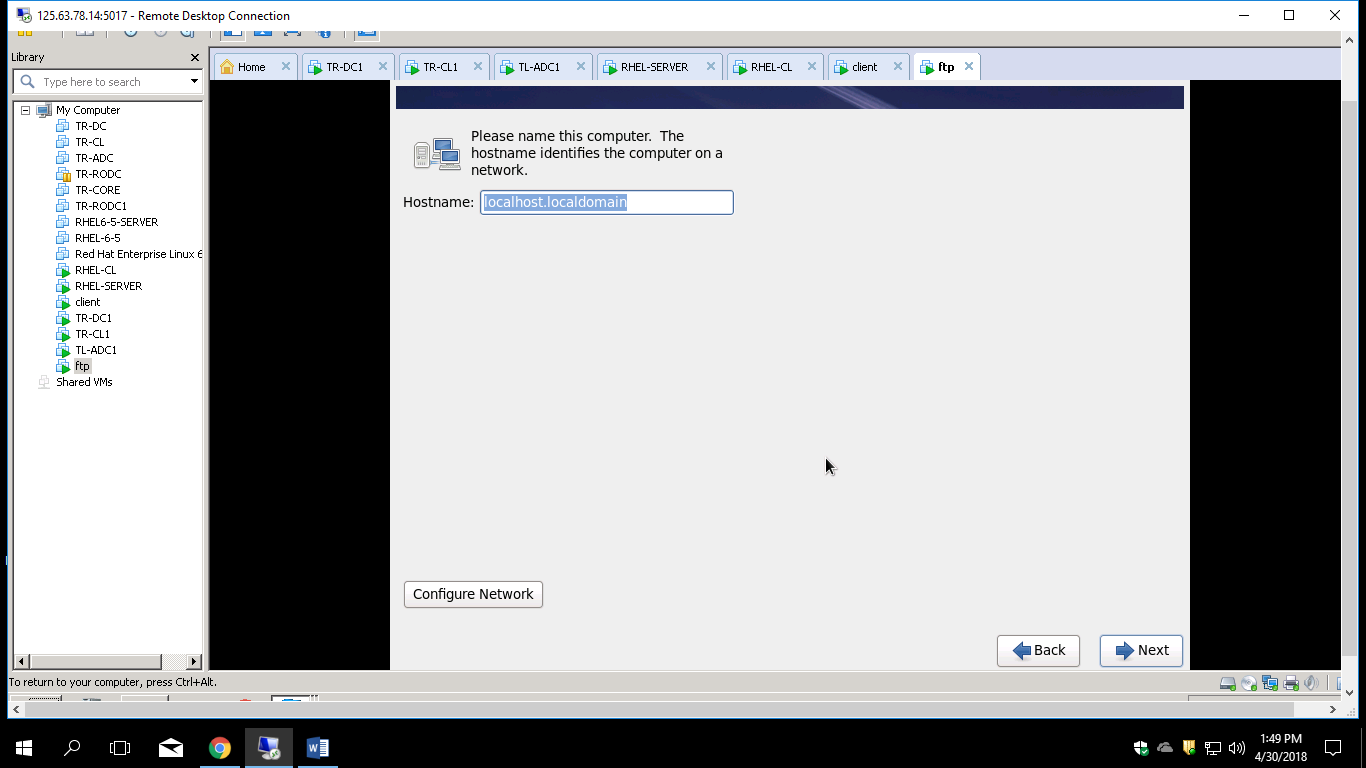 125.63.78.14:5017 - Remote Desktop Connection
Library
Type here to search
My Computer
TR-DC
TR-CL
TR-ADC
TR-RODC
TR-CORE
TR-RODC1
RHEL6-5-SERVER
RHEL-6-5
Red Hat Enterprise Linux 6
RHEL-CL
RHEL-SERVER
client
TR-DC1
TR-CL1
TL-ADC1
ftp
Shared VMs
Home
TR-DC1
TR-CL1
TL-ADC1
RHEL-SERVER
RHEL-CL
client
ftp
Please name this computer.  The
hostname identifies the computer on a
network.
Hostname: localhost.localdomain
Configure Network
Back
Next
To return to your computer, press Ctrl+Alt.
1:49 PM
4/30/2018